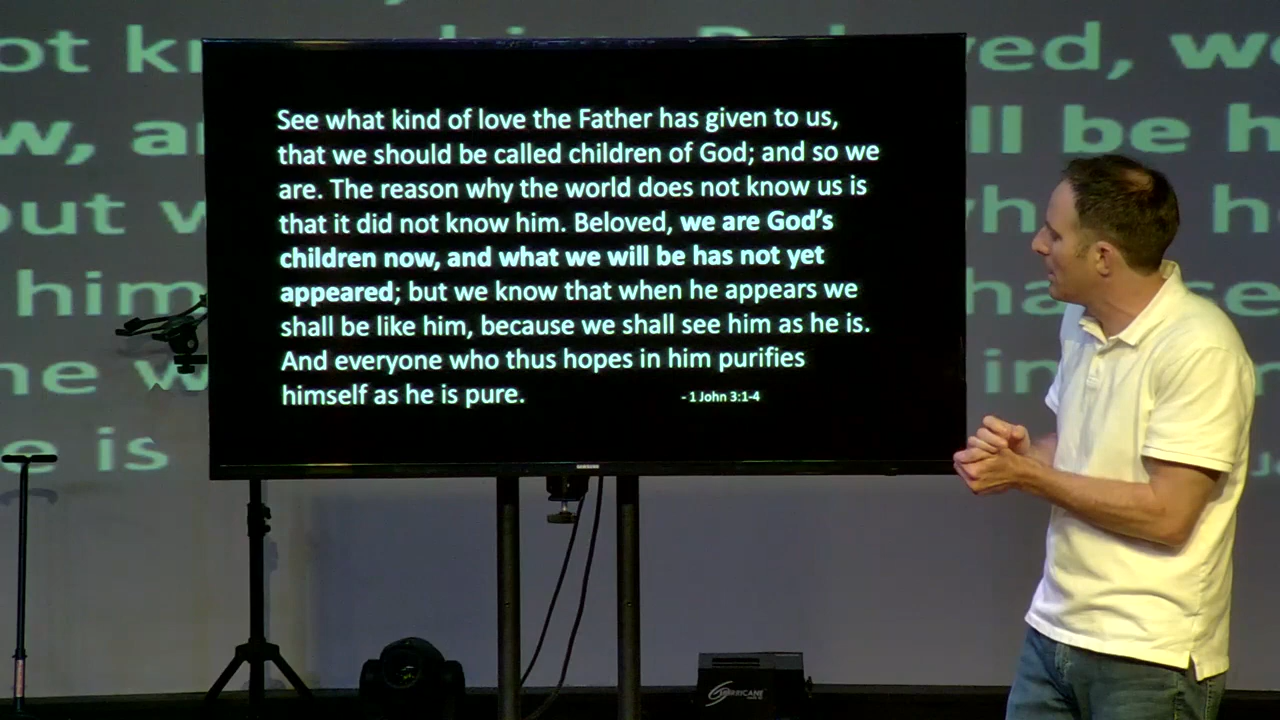 See what kind of love the Father has given to us,
that we should be called children of God; and so we
are. The reason why the world does not know us is
that it did not know him. Beloved, we are God's
children now, and what we will be has not yet
appeared; but we know that when he appears we
shall be like him, because we shall see him as he is.
And everyone who thus hopes in him purifies
himself as he is pure.
- 1 John 3:1-4
SAMSUNG
HURRICANE